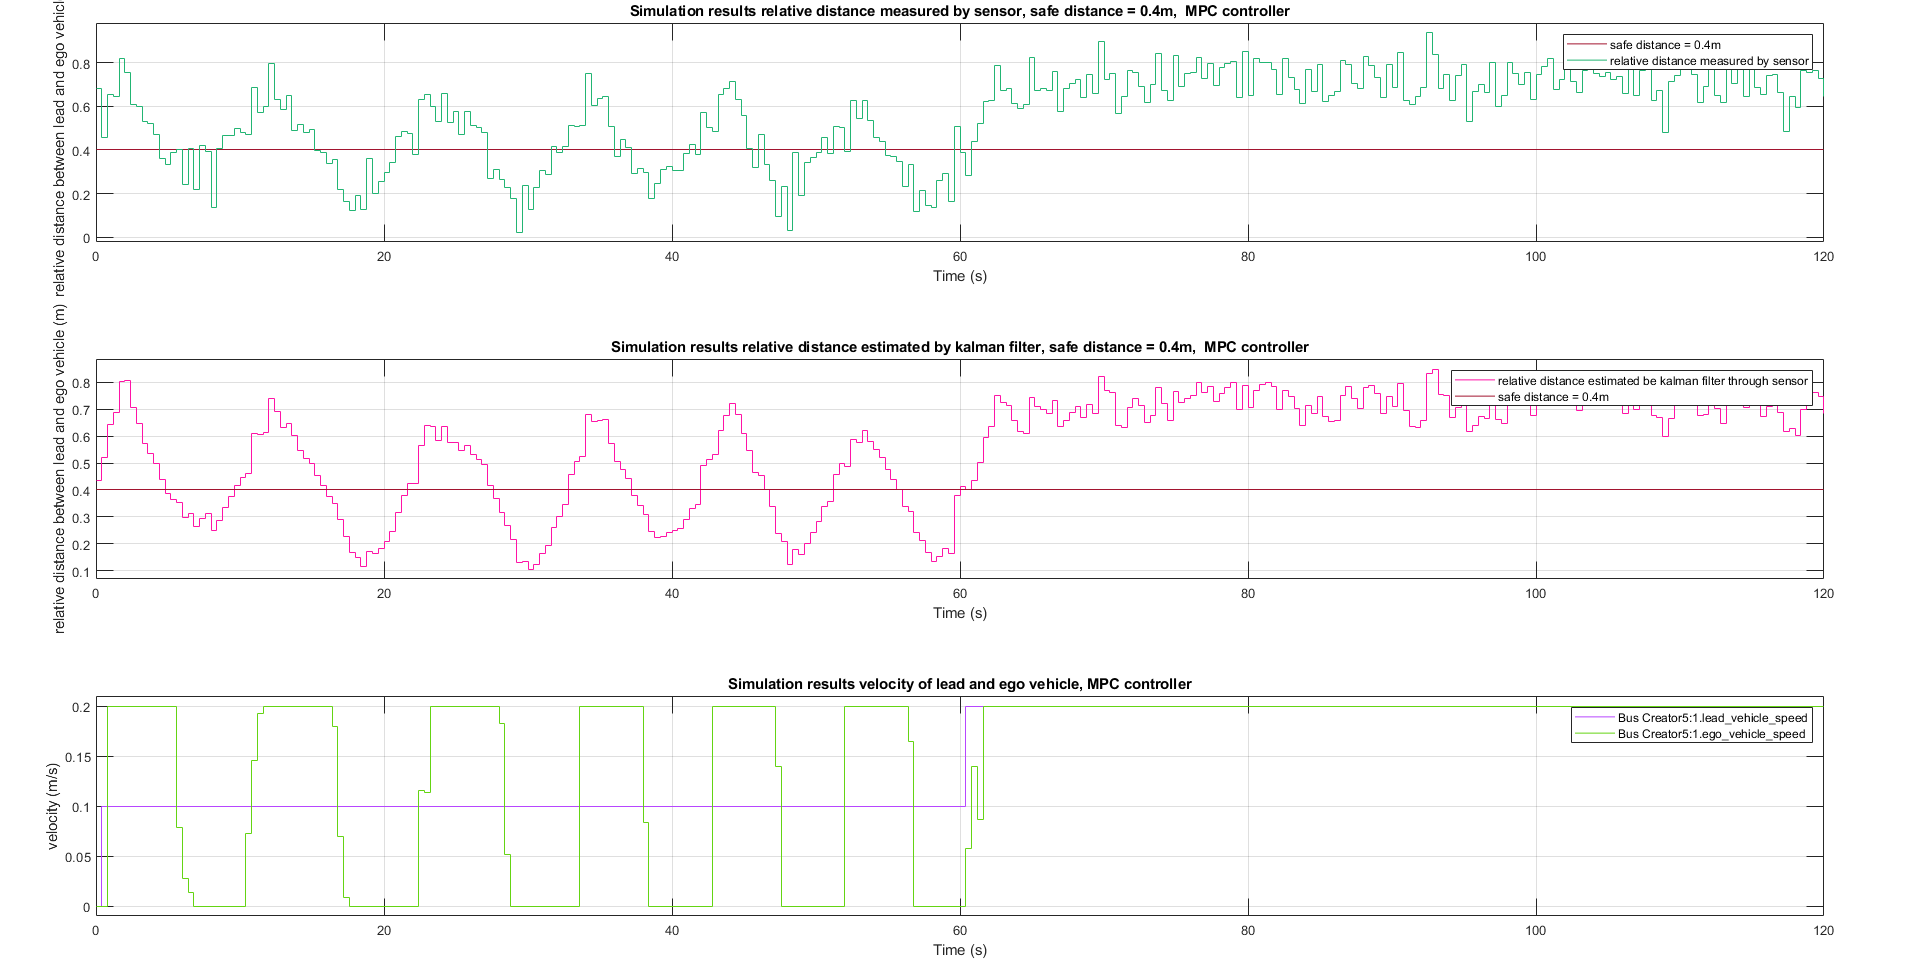 Simulation results relative distance measured by sensor, safe distance = 0.4m, MPC controller
relative distance between lead and ego vehicl
0.8
0.6
0.4
0.2
0
safe distance = 0.4m
relative distance measured by sensor
0 20 40 60 80 100 120
Time (s)
Simulation results relative distance estimated by kalman filter, safe distance = 0.4m, MPC controller
relative distance between lead and ego vehicle (m)
0.8
0.7
0.6
0.5
0.4
0.3
0.2
0.1
relative distance estimated be kalman filter through sensor
safe distance = 0.4m
0 20 40 60 80 100 120
Time (s)
Simulation results velocity of lead and ego vehicle, MPC controller
velocity (m/s)
0.2
0.15
0.1
0.05
0
Bus Creator5:1.lead_vehicle_speed
Bus Creator5:1.ego_vehicle_speed
0 20 40 60 80 100 120
Time (s)